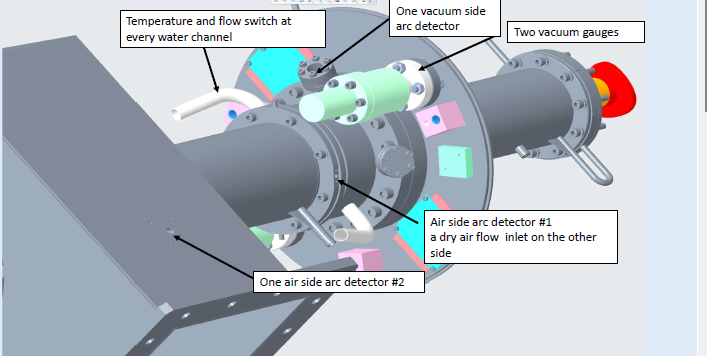 Temperature and flow switch at
every water channel
One vacuum side
arc detector
Two vacuum gauges
Air side arc detector #1
a dry air flow  inlet on the other
side
One air side arc detector #2